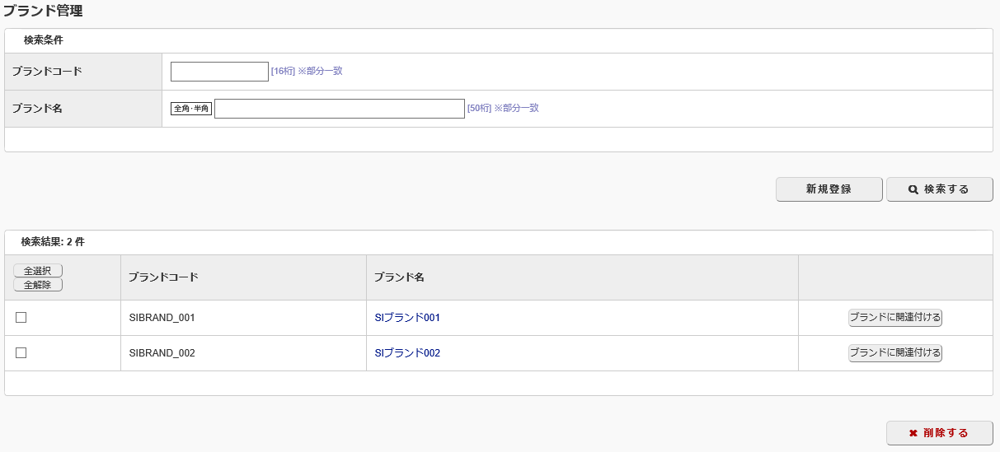 ブランド管理
検索条件
ブランドコード [16桁] ※部分一致
ブランド名 全角・半角 [50桁] ※部分一致
新規登録 検索する
検索結果: 2 件
全選択
全解除
ブランドコード ブランド名
SIBRAND_001 SIブランド001 ブランドに関連付ける
SIBRAND_002 SIブランド002 ブランドに関連付ける
✖ 削除する